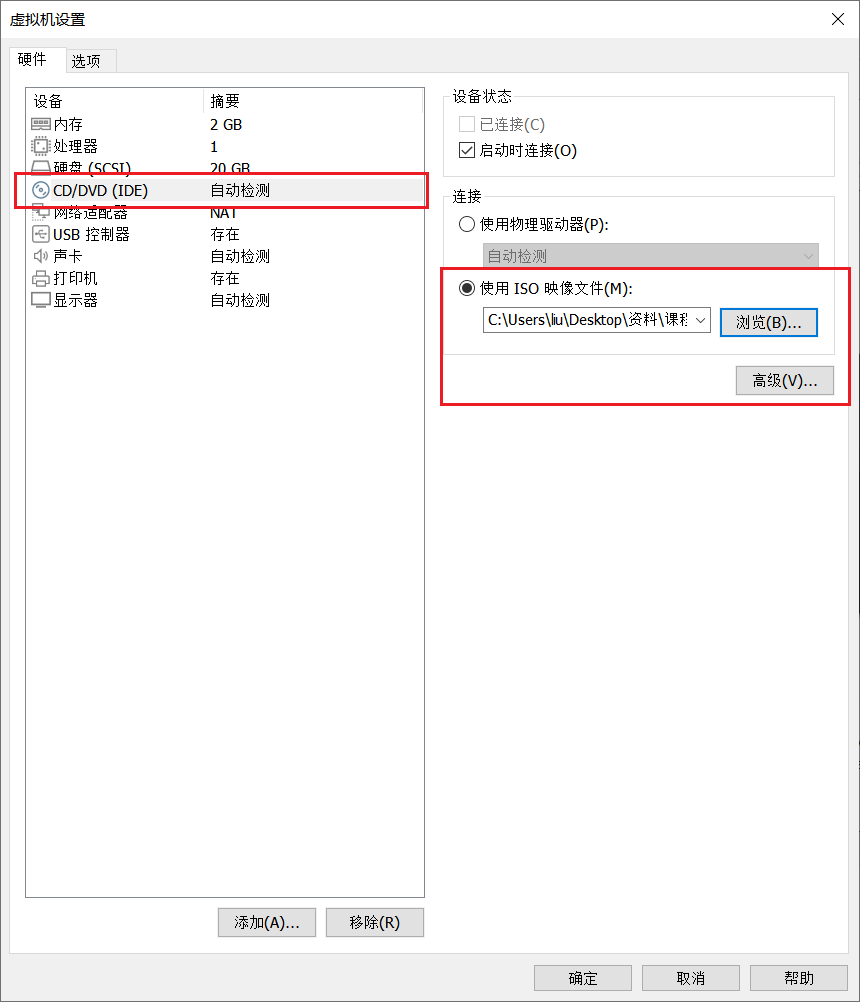 虚拟机设置
硬件 选项
设备 摘要
内存 2 GB
处理器 1
硬盘 (SCSI) 20 GB
CD/DVD (IDE) 自动检测
网络适配器 NAT
USB 控制器 存在
声卡 自动检测
打印机 存在
显示器 自动检测
添加(A)... 移除(R)
设备状态
已连接(C)
启动时连接(O)
连接
使用物理驱动器(P):
自动检测
使用 ISO 映像文件(M):
C:\Users\liu\Desktop\资料\课程 浏览(B)...
高级(V)...
确定 取消 帮助